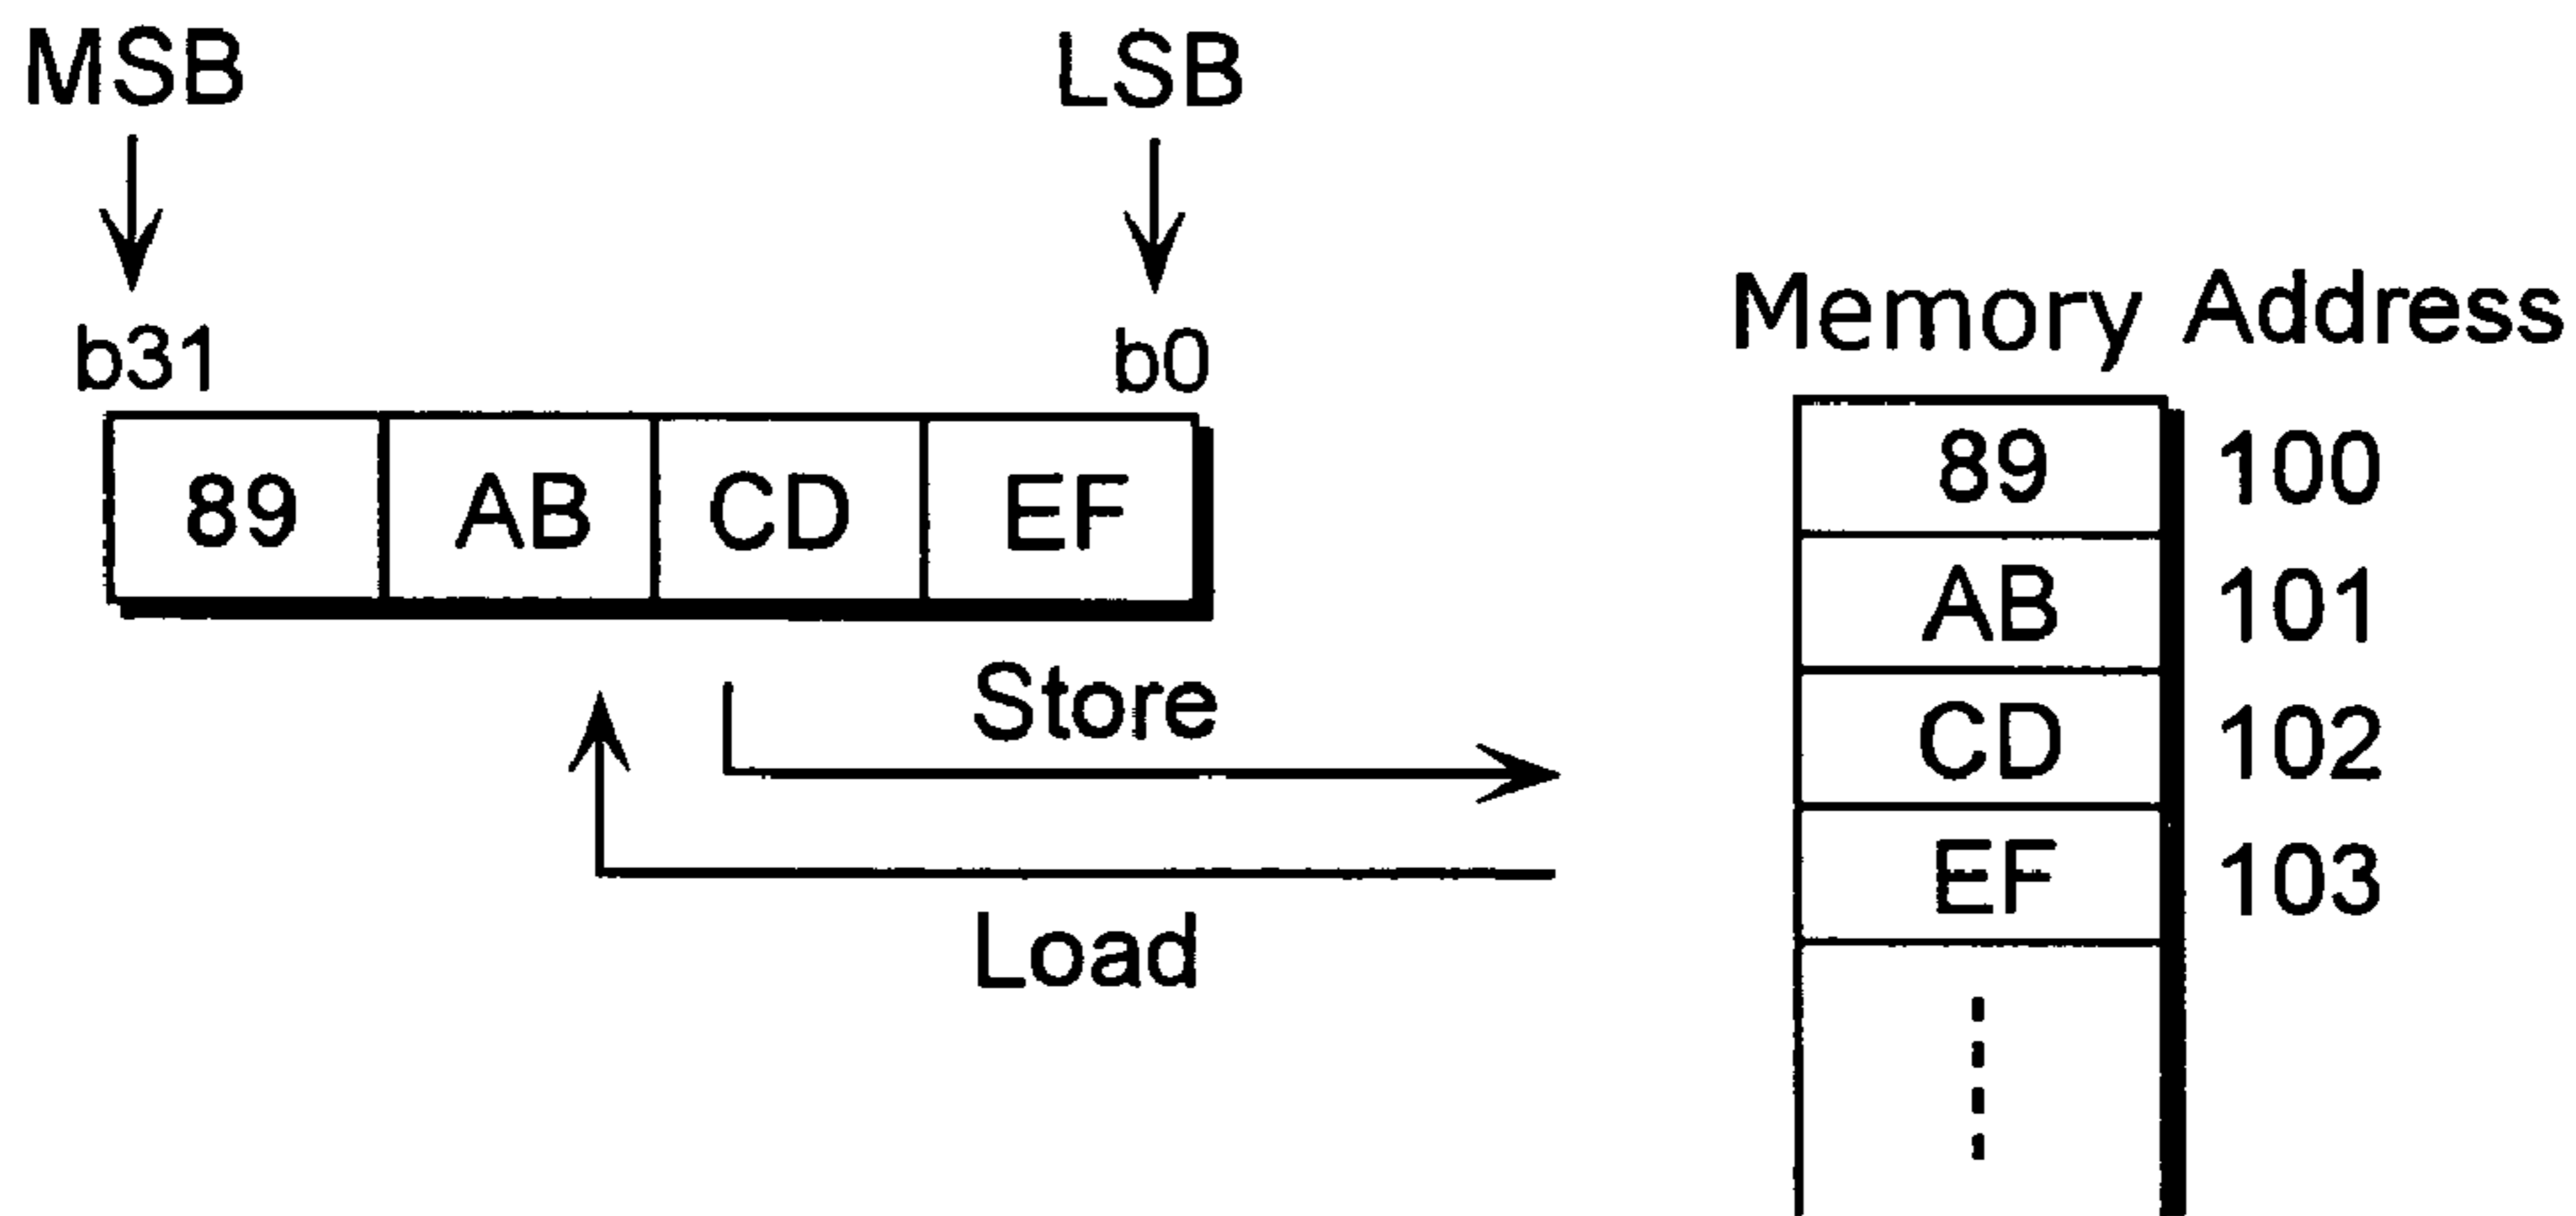 MSB LSB
b31 b0
89 AB CD EF
Store
Load
Memory Address
89 100
AB 101
CD 102
EF 103